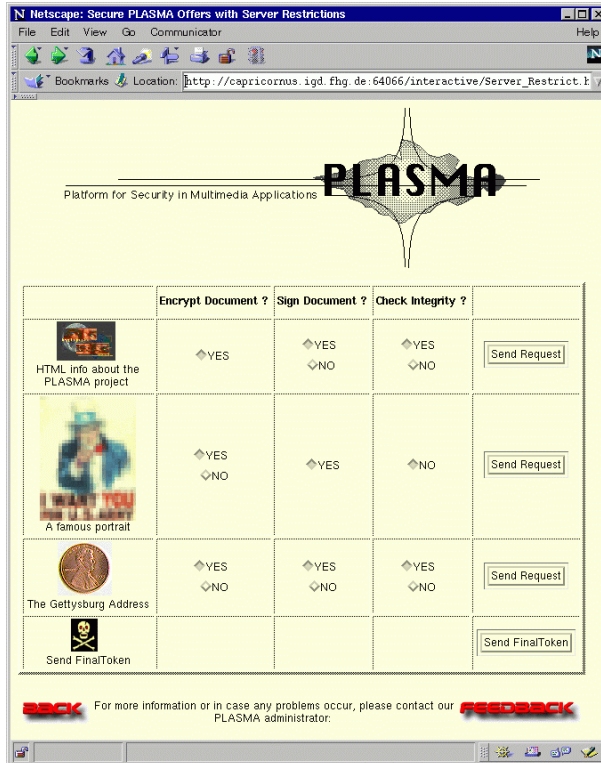 Netscape: Secure PLASMA Offers with Server Restrictions
File Edit View Go Communicator Help
N
Bookmarks Location: http://capricornus.igd.fhg.de:64066/interactive/Server_Restrict.h
PLASMA
Platform for Security in Multimedia Applications
Encrypt Document ? Sign Document ? Check Integrity ?
YES YES YES Send Request
NO NO
HTML info about the
PLASMA project
YES YES NO Send Request
NO
I WANT YOU
FOR U.S. ARMY
A famous portrait
YES YES YES Send Request
NO NO NO
The Gettysburg Address
Send FinalToken
Send FinalToken
BACK For more information or in case any problems occur, please contact our FEEDBACK
PLASMA administrator: